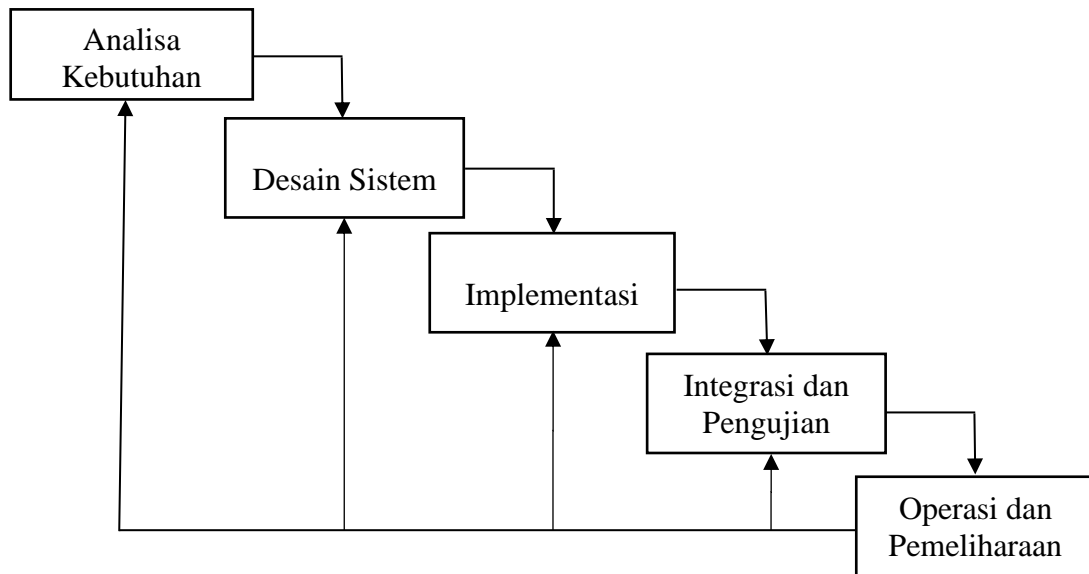 Analisa
Kebutuhan
Desain Sistem
Implementasi
Integrasi dan
Pengujian
Operasi dan
Pemeliharaan